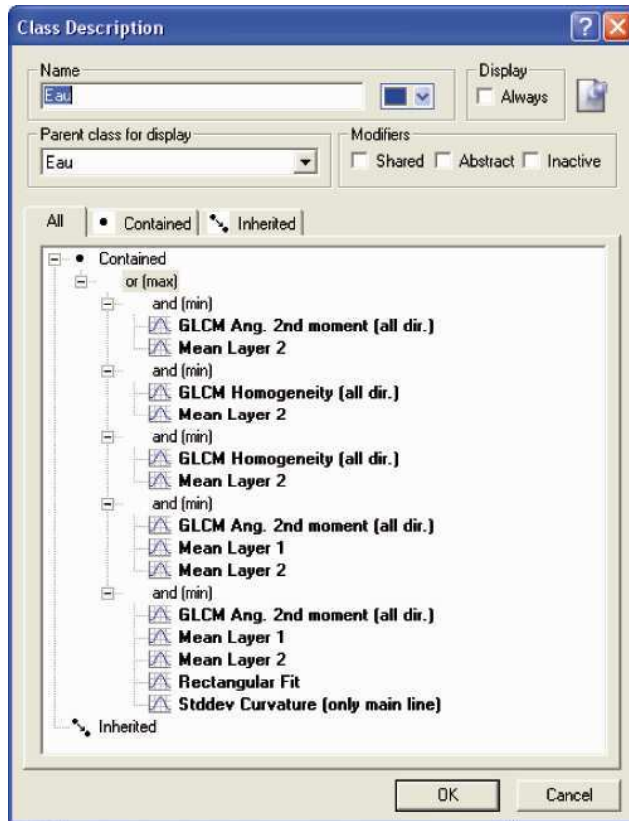 Class Description
Name
Eau
Display
Always
Parent class for display
Eau
Modifiers
Shared Abstract Inactive
All Contained Inherited
Contained
or (max)
and (min)
GLCM Ang. 2nd moment (all dir.)
Mean Layer 2
and (min)
GLCM Homogeneity (all dir.)
Mean Layer 2
and (min)
GLCM Homogeneity (all dir.)
Mean Layer 2
and (min)
GLCM Ang. 2nd moment (all dir.)
Mean Layer 1
Mean Layer 2
and (min)
GLCM Ang. 2nd moment (all dir.)
Mean Layer 1
Mean Layer 2
Rectangular Fit
Stddev Curvature (only main line)
Inherited
OK Cancel